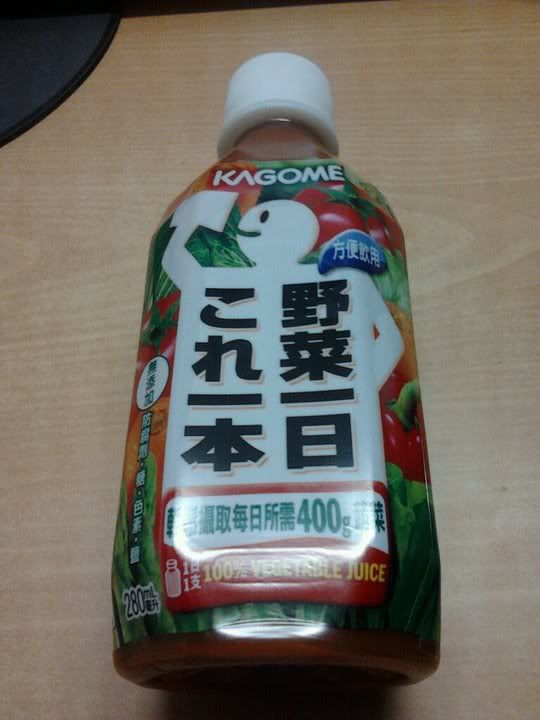 KAGOME
方便飲用
野菜一日
これ一本
無添加
防腐劑・糖・色素・鹽
攝取每日所需400g蔬菜
1日
1支
100% VEGETABLE JUICE
280mL
毫升